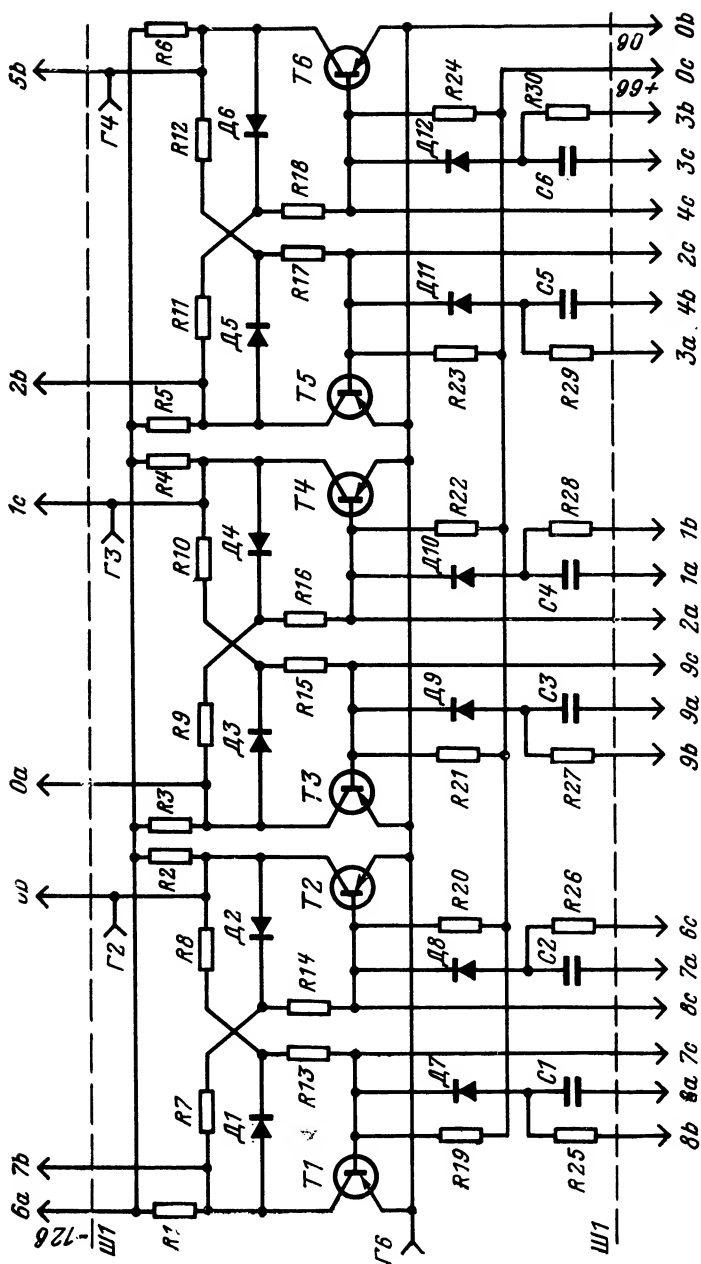 6a 7b 0a 1c 2b 5b
-12в
Ш1
Г2 Г3 Г4
R1 R2 R3 R4 R5 R6
R7 R8 R9 R10 R11 R12
Д1 Д2 Д3 Д4 Д5 Д6
R13 R14 R15 R16 R17 R18
T1 T2 T3 T4 T5 T6
Г6
0в
R19 Д7 Д8 R20 R21 Д9 Д10 R22 R23 Д11 Д12 R24
+6в
R25 C1 C2 R26 R27 C3 C4 R28 R29 C5 C6 R30
Ш1
8b 8a 7c 8c 7a 6c 9b 9a 9c 2a 1a 1b 3a 4b 2c 4c 3c 3b 0c 0b